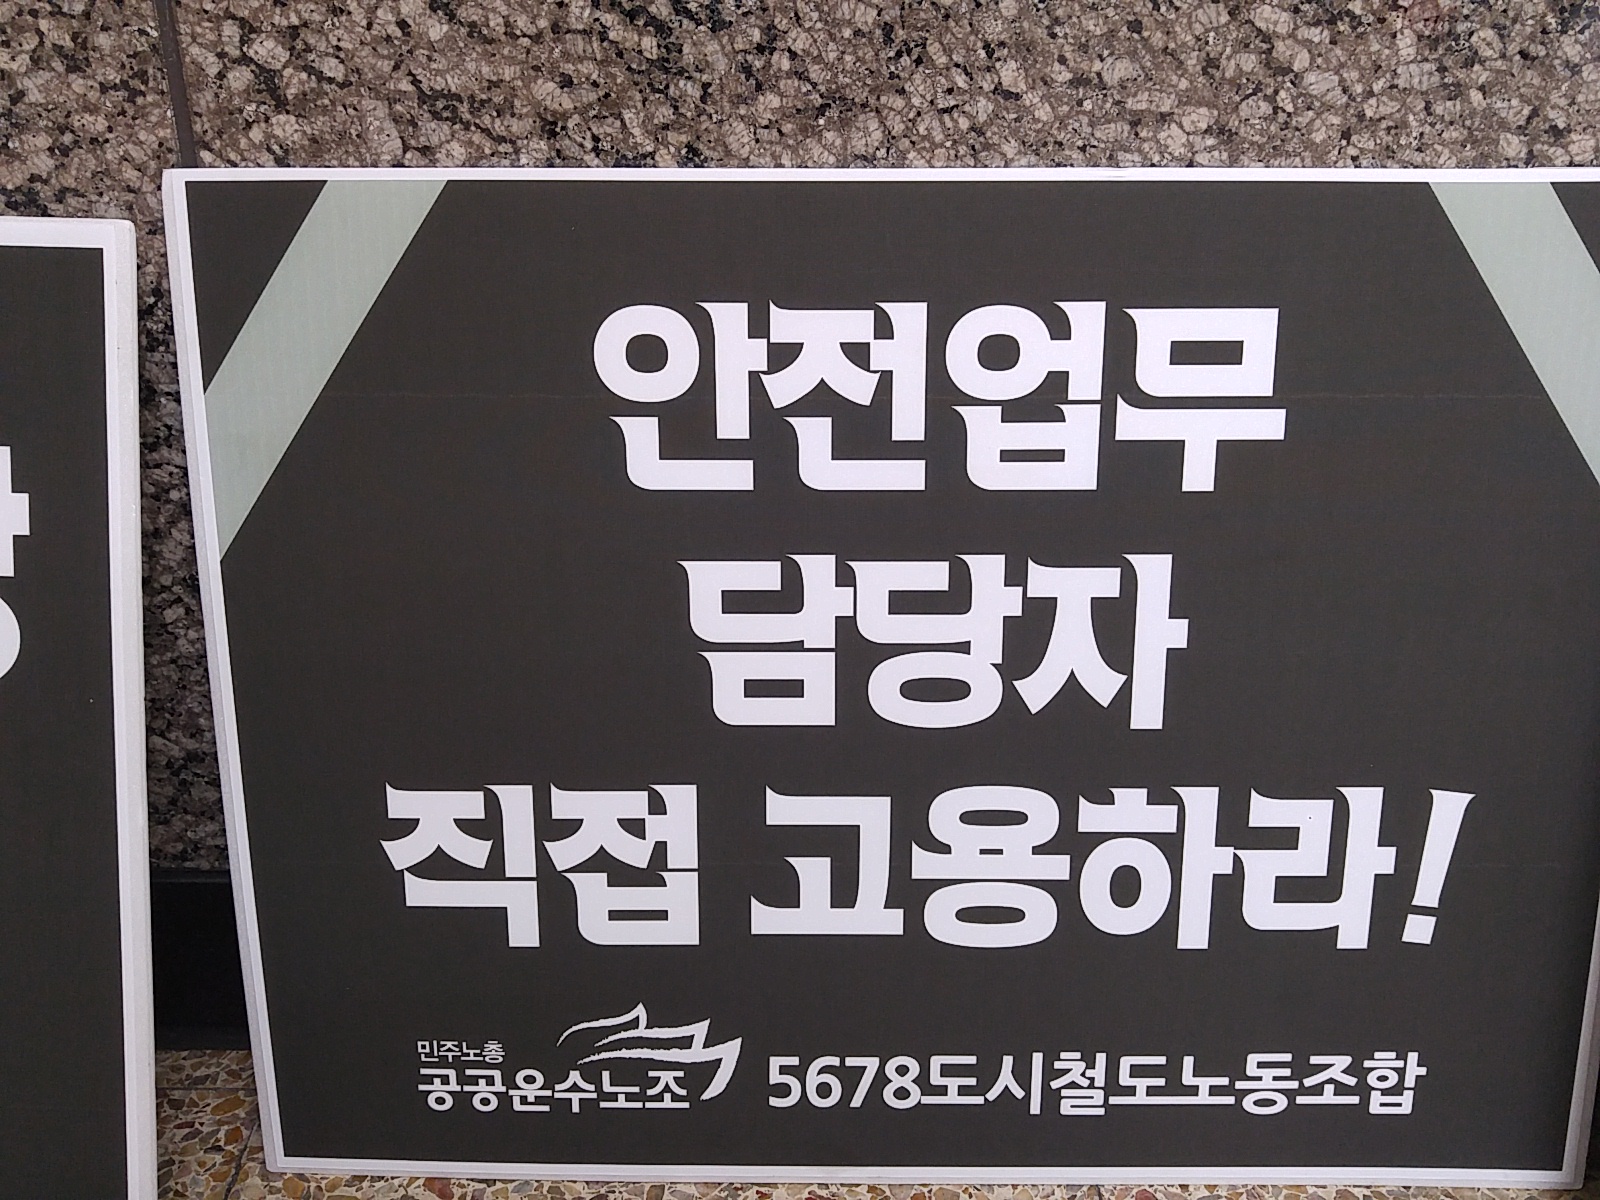 안전업무
담당자
직접 고용하라!
민주노총
공공운수노조
5678도시철도노동조합